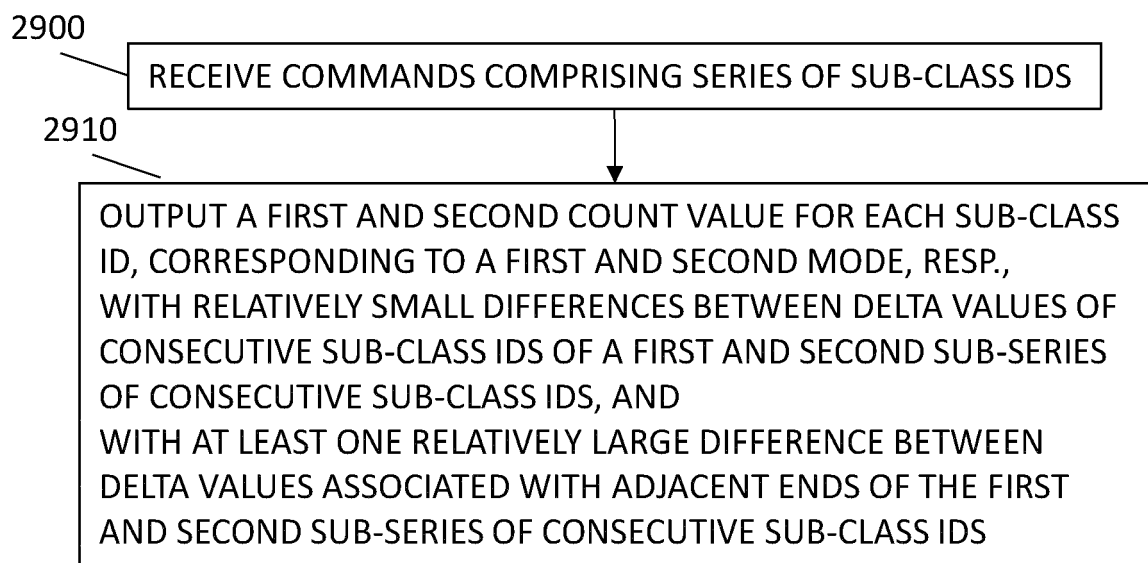 2900
RECEIVE COMMANDS COMPRISING SERIES OF SUB-CLASS IDS
2910
OUTPUT A FIRST AND SECOND COUNT VALUE FOR EACH SUB-CLASS
ID, CORRESPONDING TO A FIRST AND SECOND MODE, RESP.,
WITH RELATIVELY SMALL DIFFERENCES BETWEEN DELTA VALUES OF
CONSECUTIVE SUB-CLASS IDS OF A FIRST AND SECOND SUB-SERIES
OF CONSECUTIVE SUB-CLASS IDS, AND
WITH AT LEAST ONE RELATIVELY LARGE DIFFERENCE BETWEEN
DELTA VALUES ASSOCIATED WITH ADJACENT ENDS OF THE FIRST
AND SECOND SUB-SERIES OF CONSECUTIVE SUB-CLASS IDS